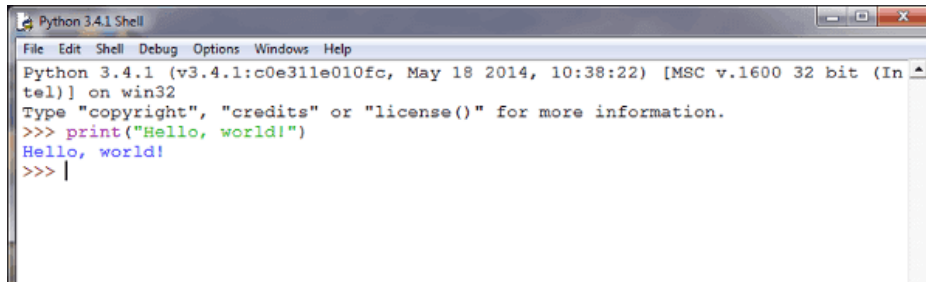 Python 3.4.1 Shell
File Edit Shell Debug Options Windows Help
Python 3.4.1 (v3.4.1:c0e311e010fc, May 18 2014, 10:38:22) [MSC v.1600 32 bit (In
tel)] on win32
Type "copyright", "credits" or "license()" for more information.
>>> print("Hello, world!")
Hello, world!
>>>